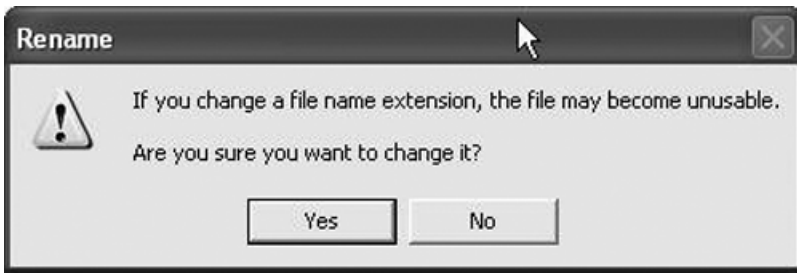 Rename
If you change a file name extension, the file may become unusable.
Are you sure you want to change it?
Yes
No